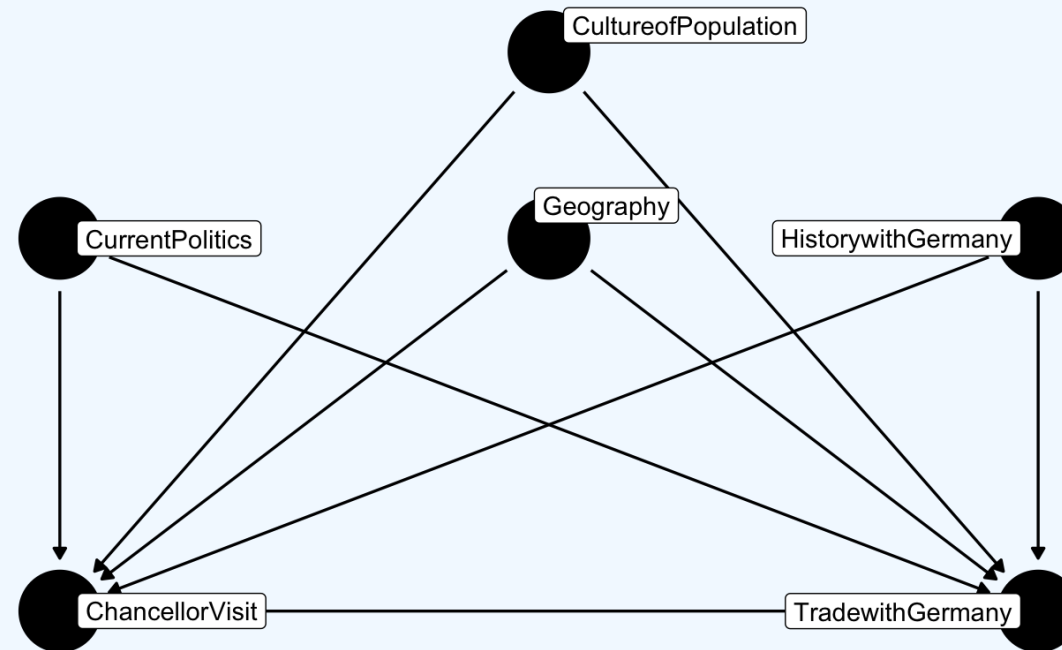 CultureofPopulation
Geography
CurrentPolitics
HistorywithGermany
ChancellorVisit
TradewithGermany